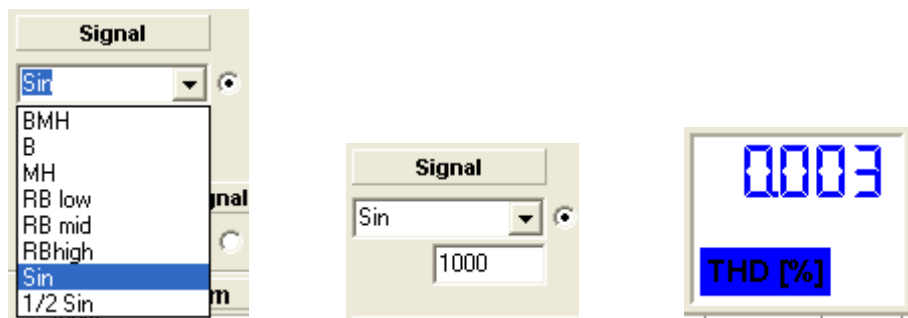 Signal
Sin
BMH
B
MH
RB low
RB mid
RBhigh
Sin
1/2 Sin
Signal
Sin
1000
0.003
THD [%]